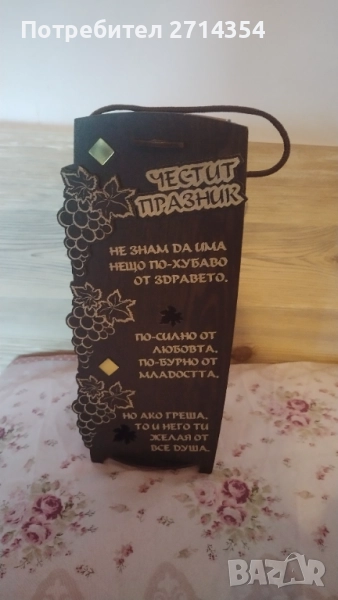 Потребител 2714354
ЧЕСТИТ
ПРАЗНИК
НЕ ЗНАМ ДА ИМА
НЕЩО ПО-ХУБАВО
ОТ ЗДРАВЕТО.
ПО-СИЛНО ОТ
ЛЮБОВТА,
ПО-БУРНО ОТ
МЛАДОСТТА.
НО АКО ГРЕША,
ТО И НЕГО ТИ
ЖЕЛАЯ ОТ
ВСЕ ДУША.
BAZAR